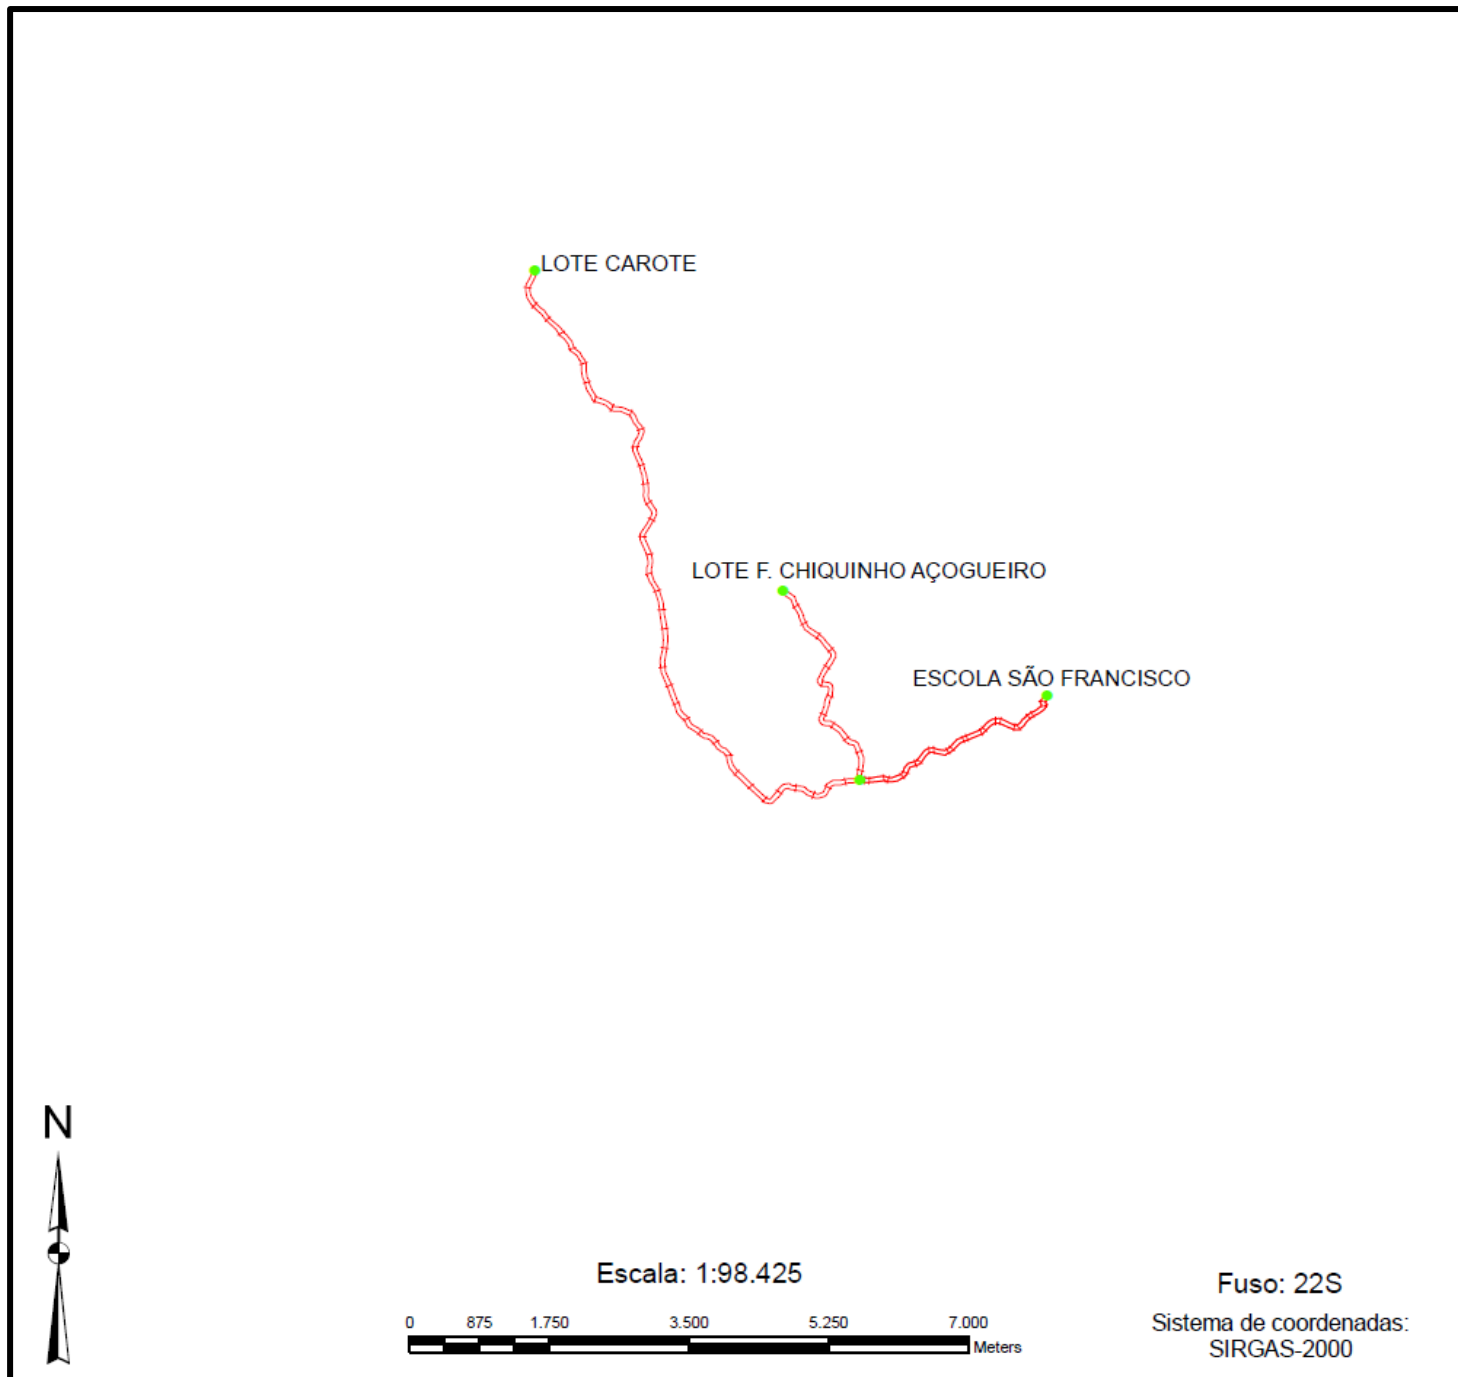 LOTE CAROTE
LOTE F. CHIQUINHO AÇOGUEIRO
ESCOLA SÃO FRANCISCO
N
Escala: 1:98.425
0 875 1.750 3.500 5.250 7.000
Meters
Fuso: 22S
Sistema de coordenadas:
SIRGAS-2000